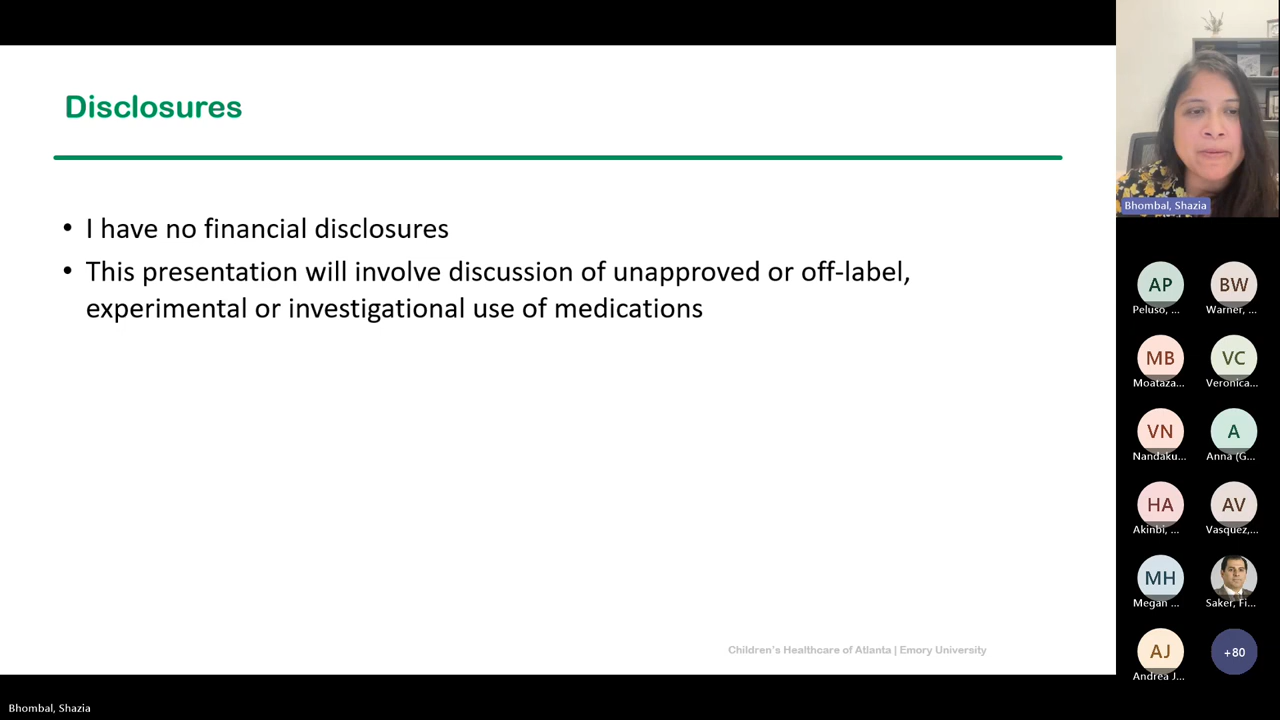 Disclosures
• I have no financial disclosures
• This presentation will involve discussion of unapproved or off-label,
experimental or investigational use of medications
Children's Healthcare of Atlanta | Emory University
Bhombal, Shazia
AP
Peluso, ...
BW
Warner, ...
MB
Moataza...
VC
Veronica...
VN
Nandaku...
A
Anna (G...
HA
Akinbi, ...
AV
Vasquez,...
MH
Megan ...
Saker, Fi...
AJ
Andrea J...
+80
Bhombal, Shazia